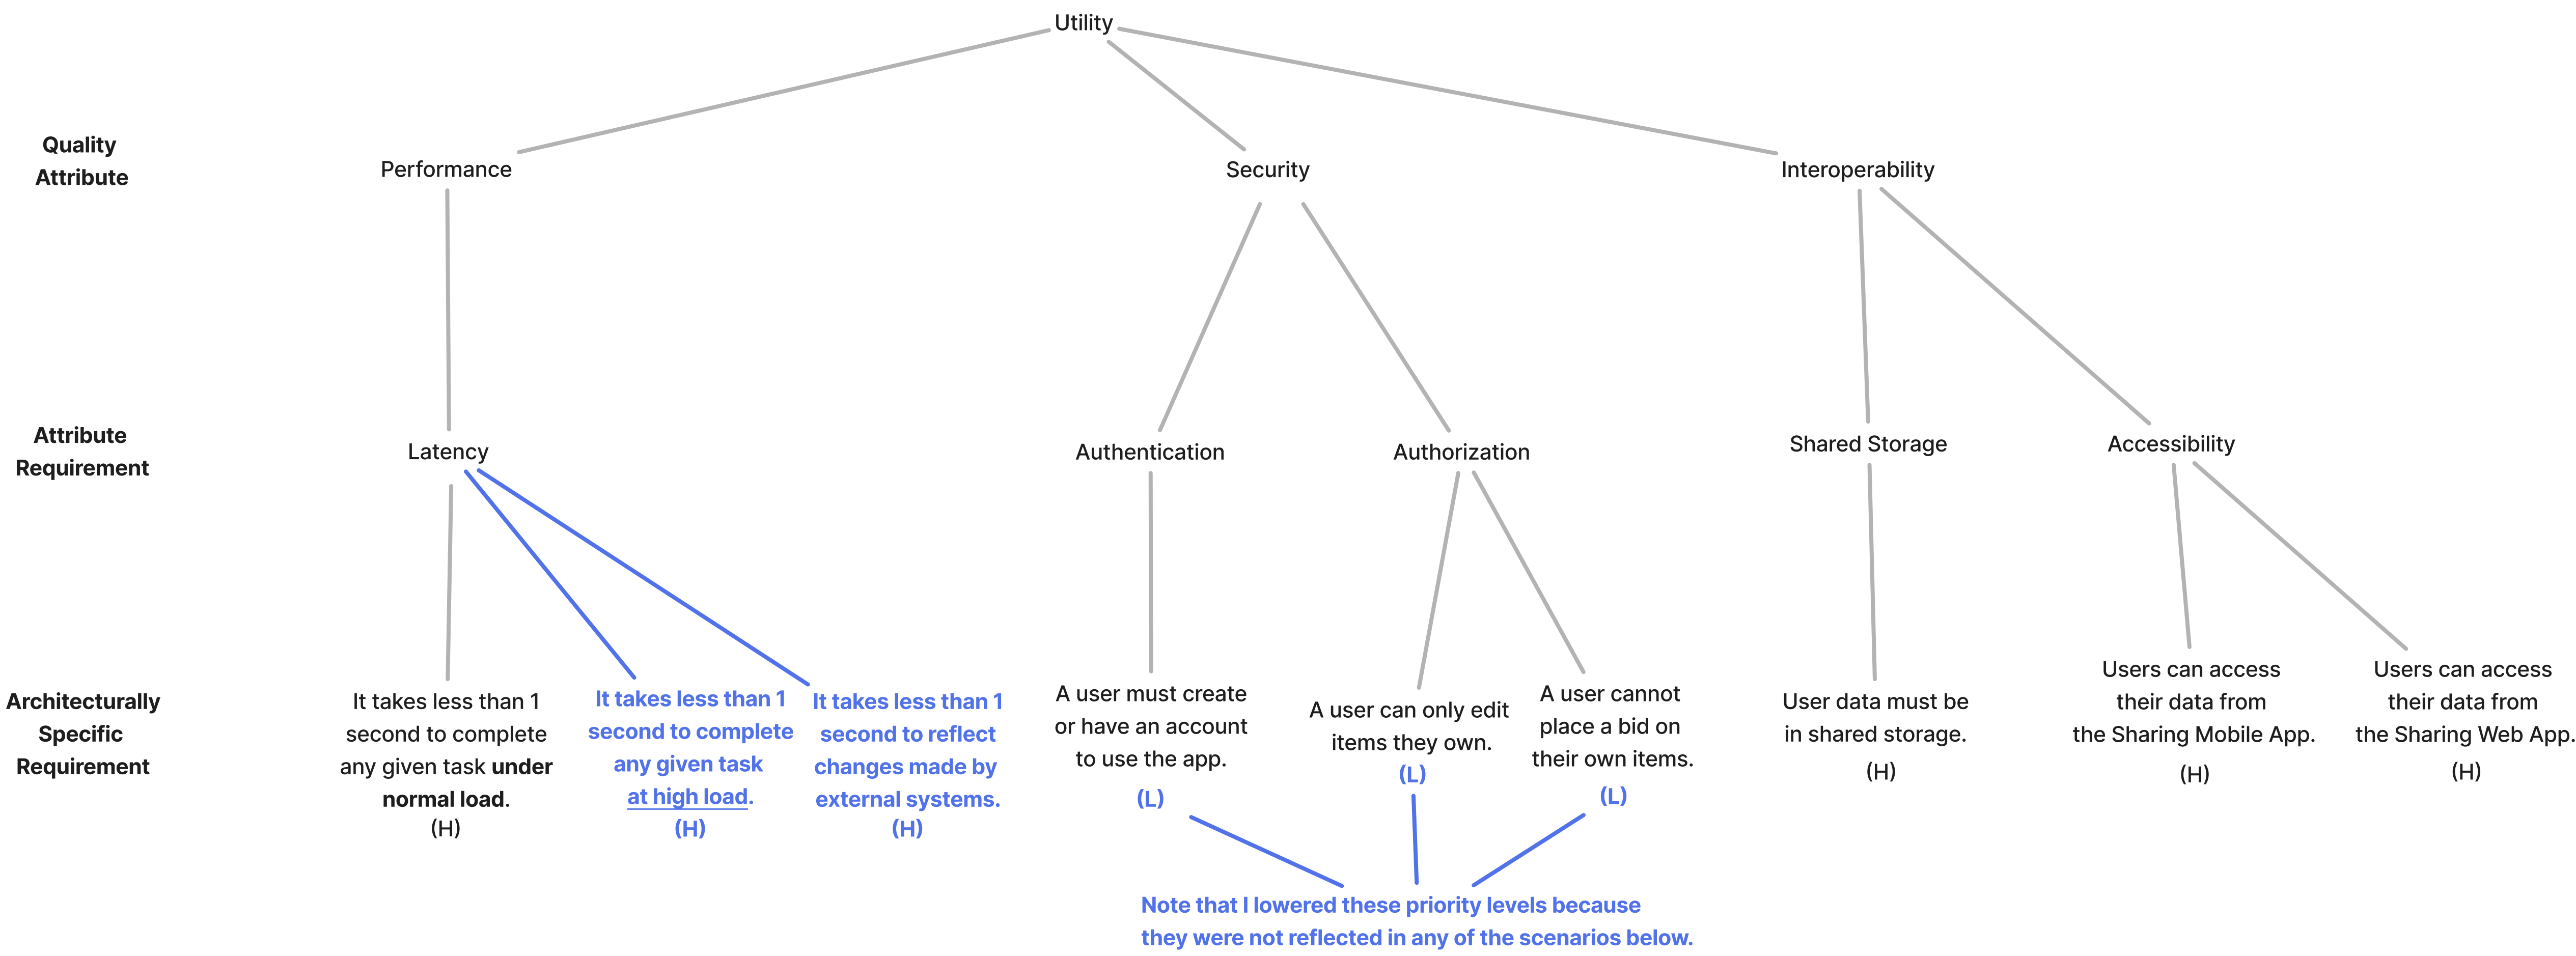 Utility
Quality
Attribute
Performance
Security
Interoperability
Attribute
Requirement
Latency
Authentication
Authorization
Shared Storage
Accessibility
Architecturally
Specific
Requirement
It takes less than 1
second to complete
any given task under
normal load.
(H)
It takes less than 1
second to complete
any given task
at high load.
(H)
It takes less than 1
second to reflect
changes made by
external systems.
(H)
A user must create
or have an account
to use the app.
(L)
A user can only edit
items they own.
(L)
A user cannot
place a bid on
their own items.
(L)
User data must be
in shared storage.
(H)
Users can access
their data from
the Sharing Mobile App.
(H)
Users can access
their data from
the Sharing Web App.
(H)
Note that I lowered these priority levels because
they were not reflected in any of the scenarios below.